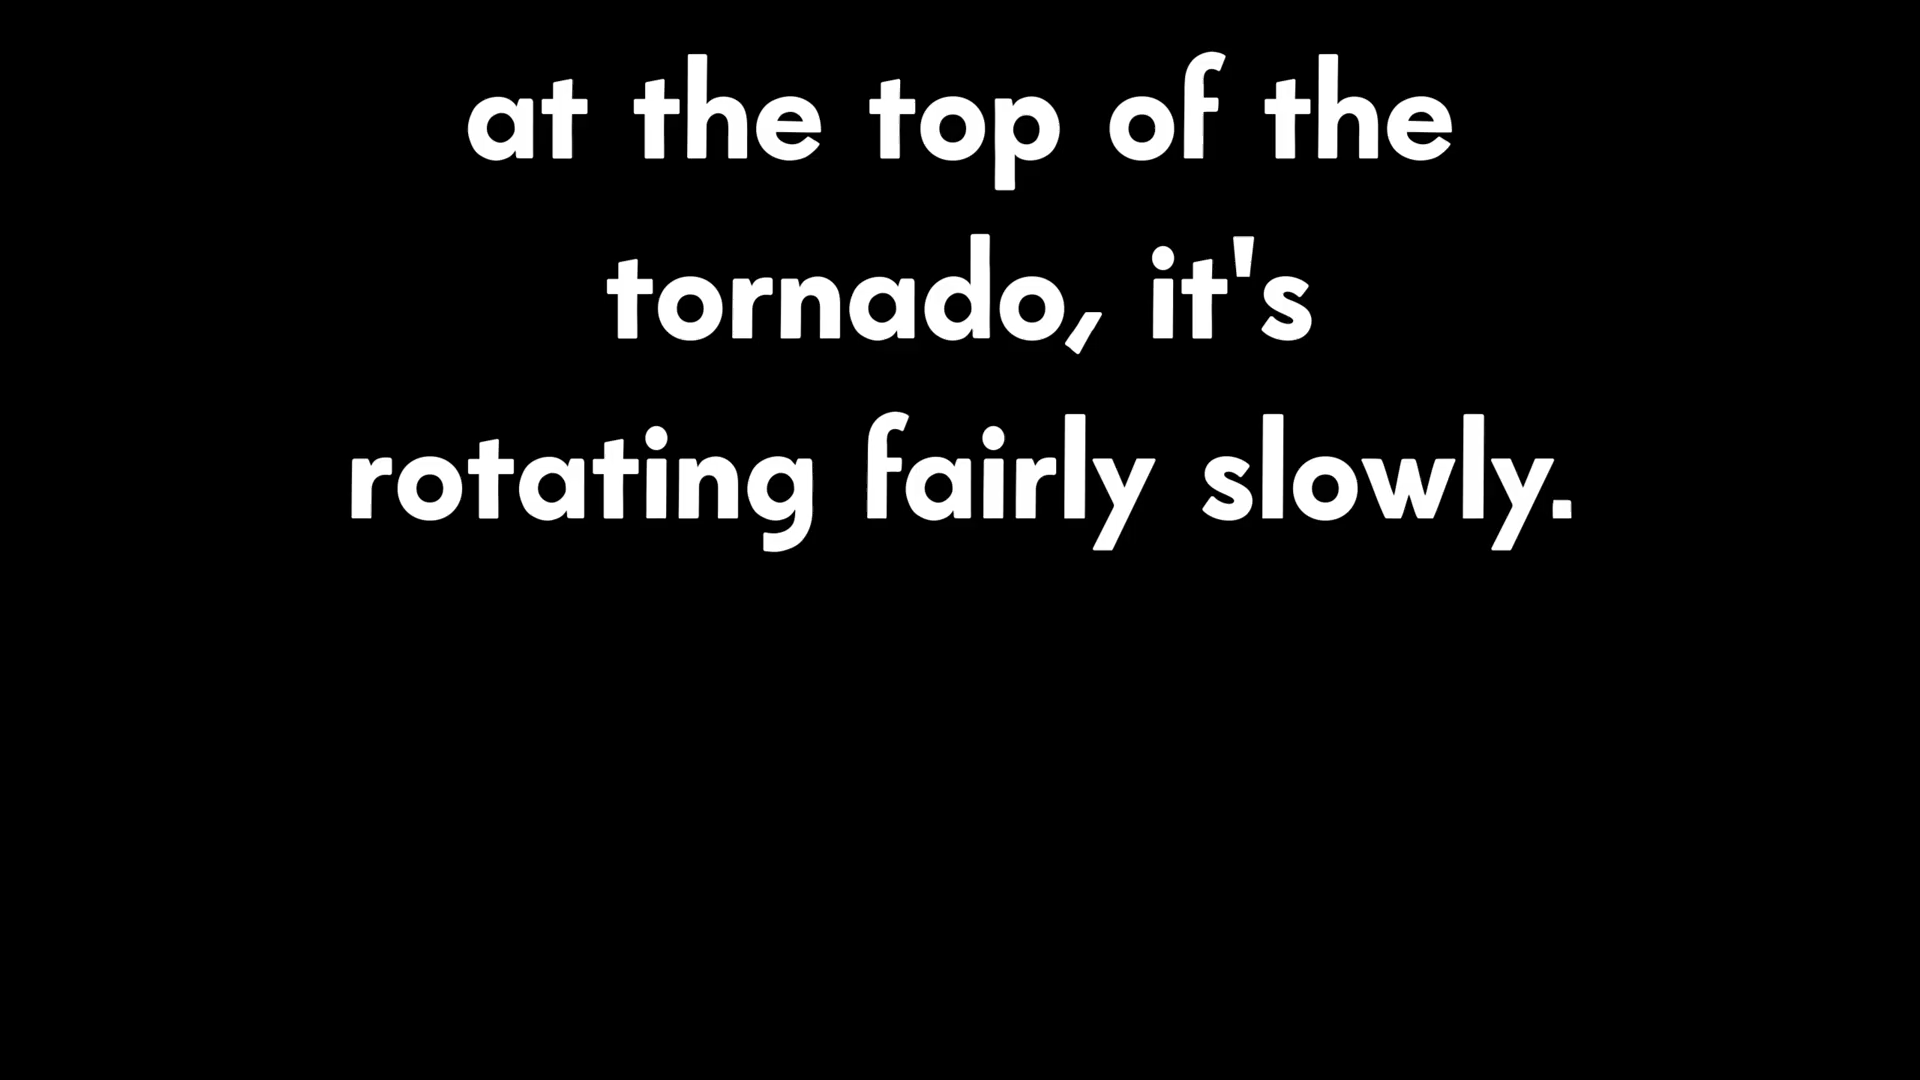 at the top of the
tornado, it's
rotating fairly slowly.